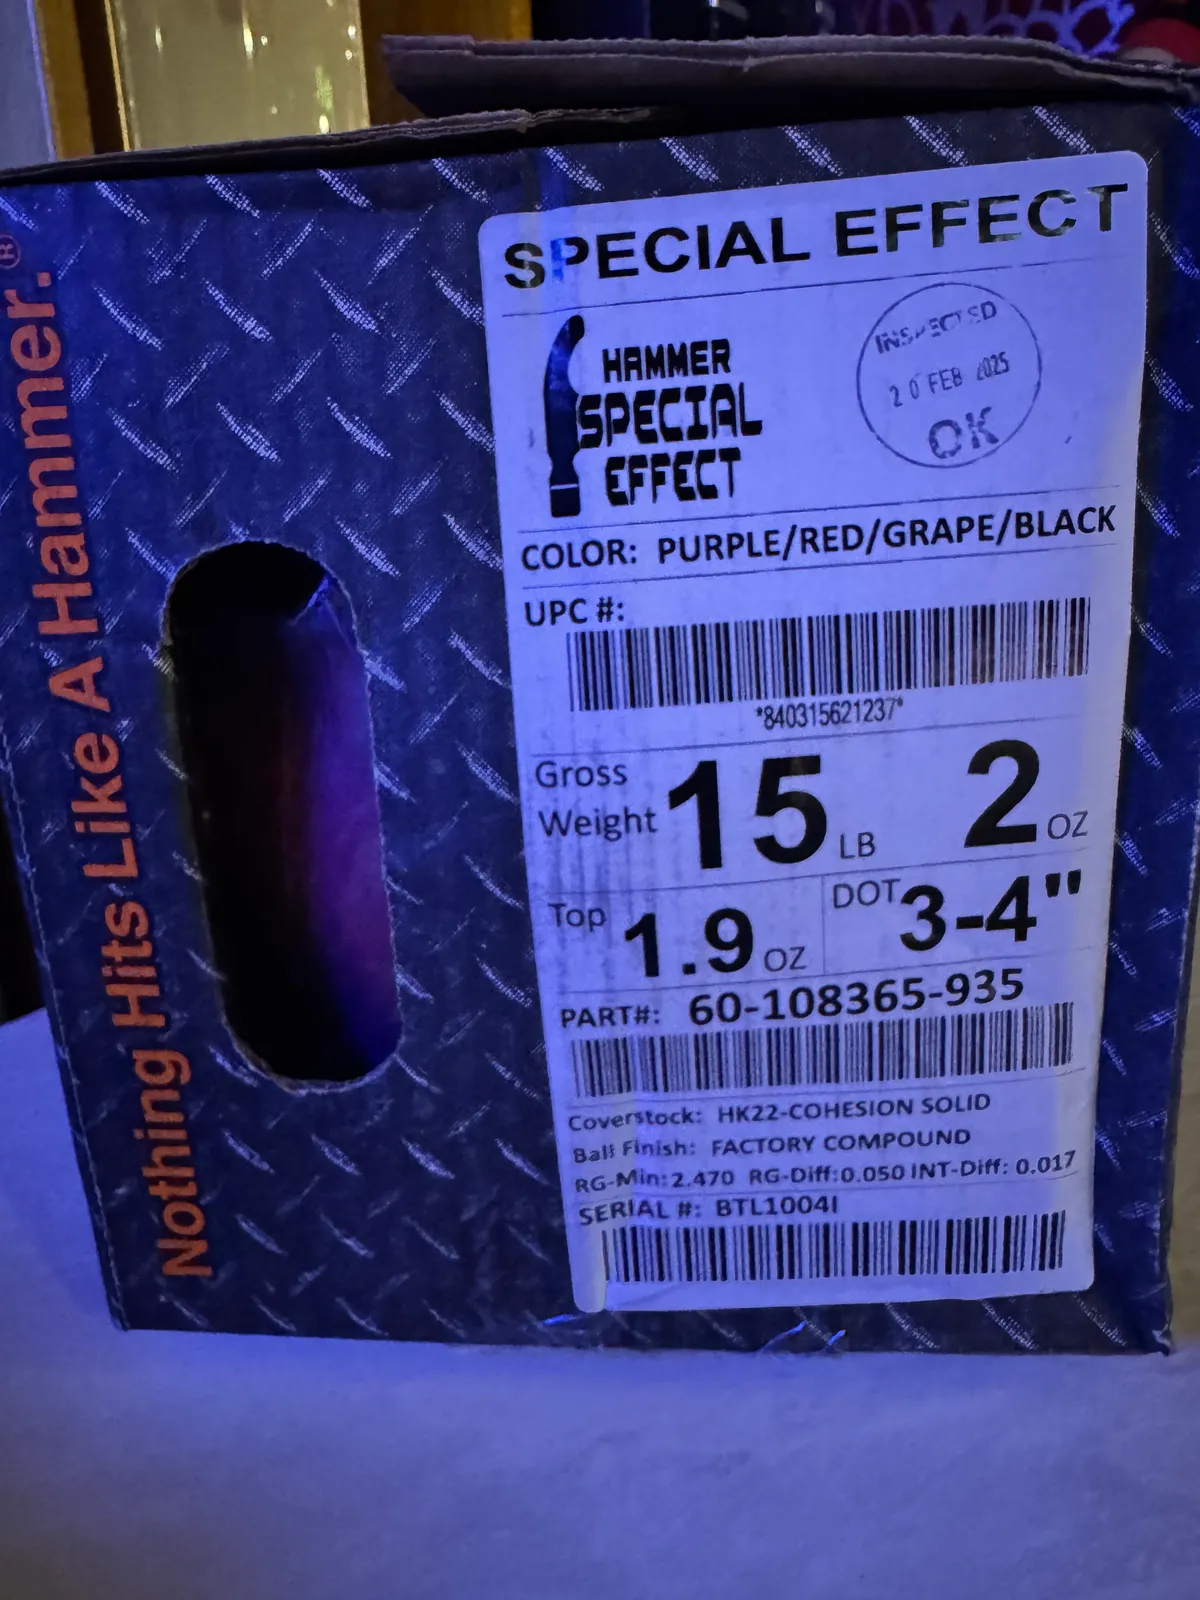 Nothing Hits Like A Hammer.®
SPECIAL EFFECT
HAMMER
SPECIAL
EFFECT
INSPECTED
20 FEB 2025
OK
COLOR: PURPLE/RED/GRAPE/BLACK
UPC #:
*840315621237*
Gross Weight 15 LB 2 OZ
Top 1.9 OZ DOT 3-4"
PART#: 60-108365-935
Coverstock: HK22-COHESION SOLID
Ball Finish: FACTORY COMPOUND
RG-Min:2.470 RG-Diff:0.050 INT-Diff: 0.017
SERIAL #: BTL1004I